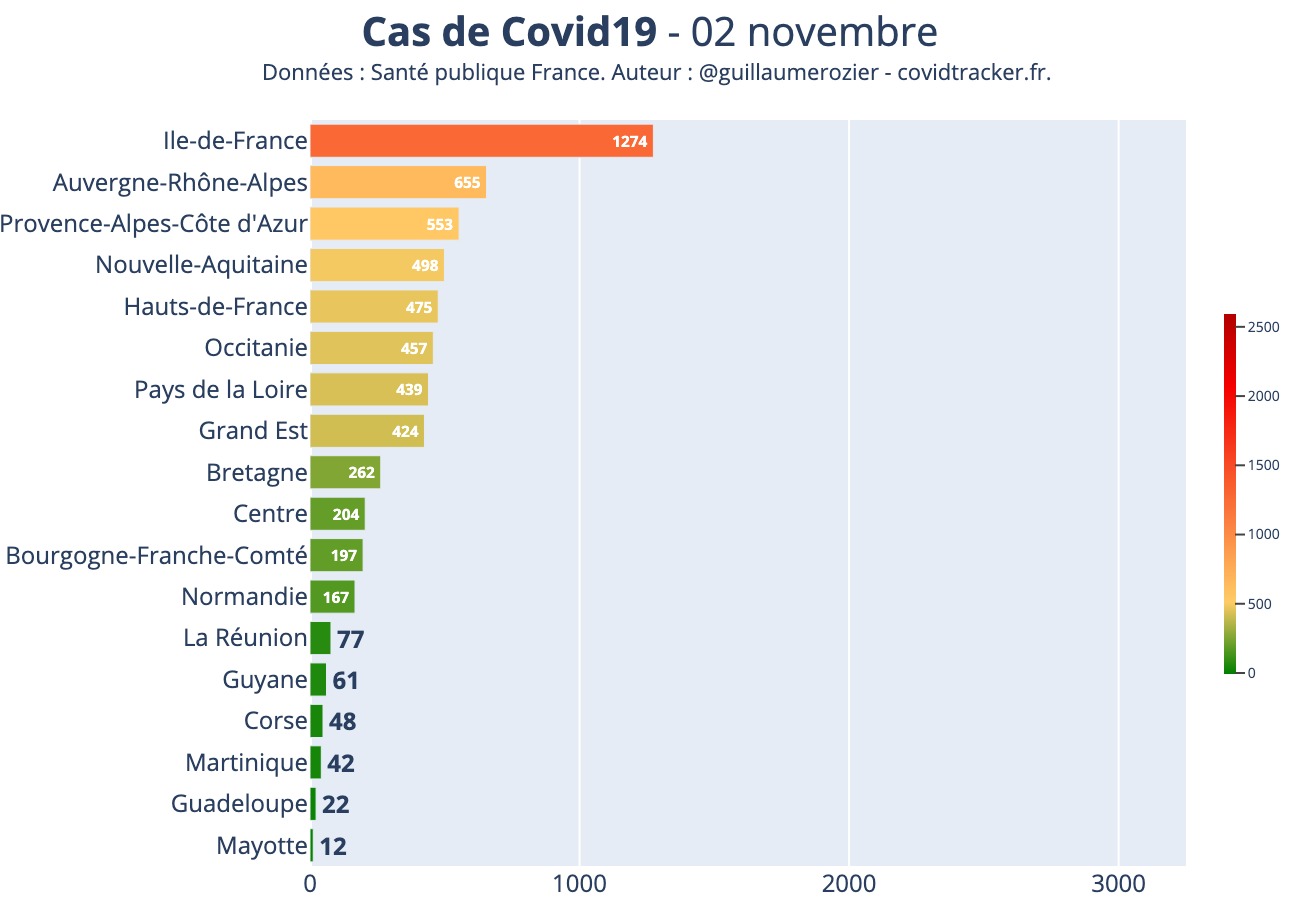 Cas de Covid19 - 02 novembre
Données : Santé publique France. Auteur : @guillaumerozier - covidtracker.fr.
Ile-de-France 1274
Auvergne-Rhône-Alpes 655
Provence-Alpes-Côte d'Azur 553
Nouvelle-Aquitaine 498
Hauts-de-France 475
Occitanie 457
Pays de la Loire 439
Grand Est 424
Bretagne 262
Centre 204
Bourgogne-Franche-Comté 197
Normandie 167
La Réunion 77
Guyane 61
Corse 48
Martinique 42
Guadeloupe 22
Mayotte 12
0 1000 2000 3000
2500
2000
1500
1000
500
0